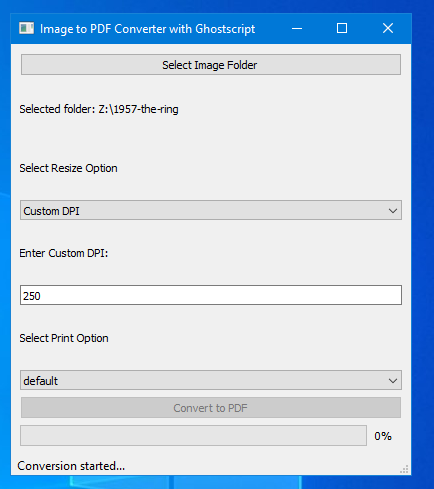 Image to PDF Converter with Ghostscript
Select Image Folder
Selected folder: Z:\1957-the-ring
Select Resize Option
Custom DPI
Enter Custom DPI:
250
Select Print Option
default
Convert to PDF
0%
Conversion started...